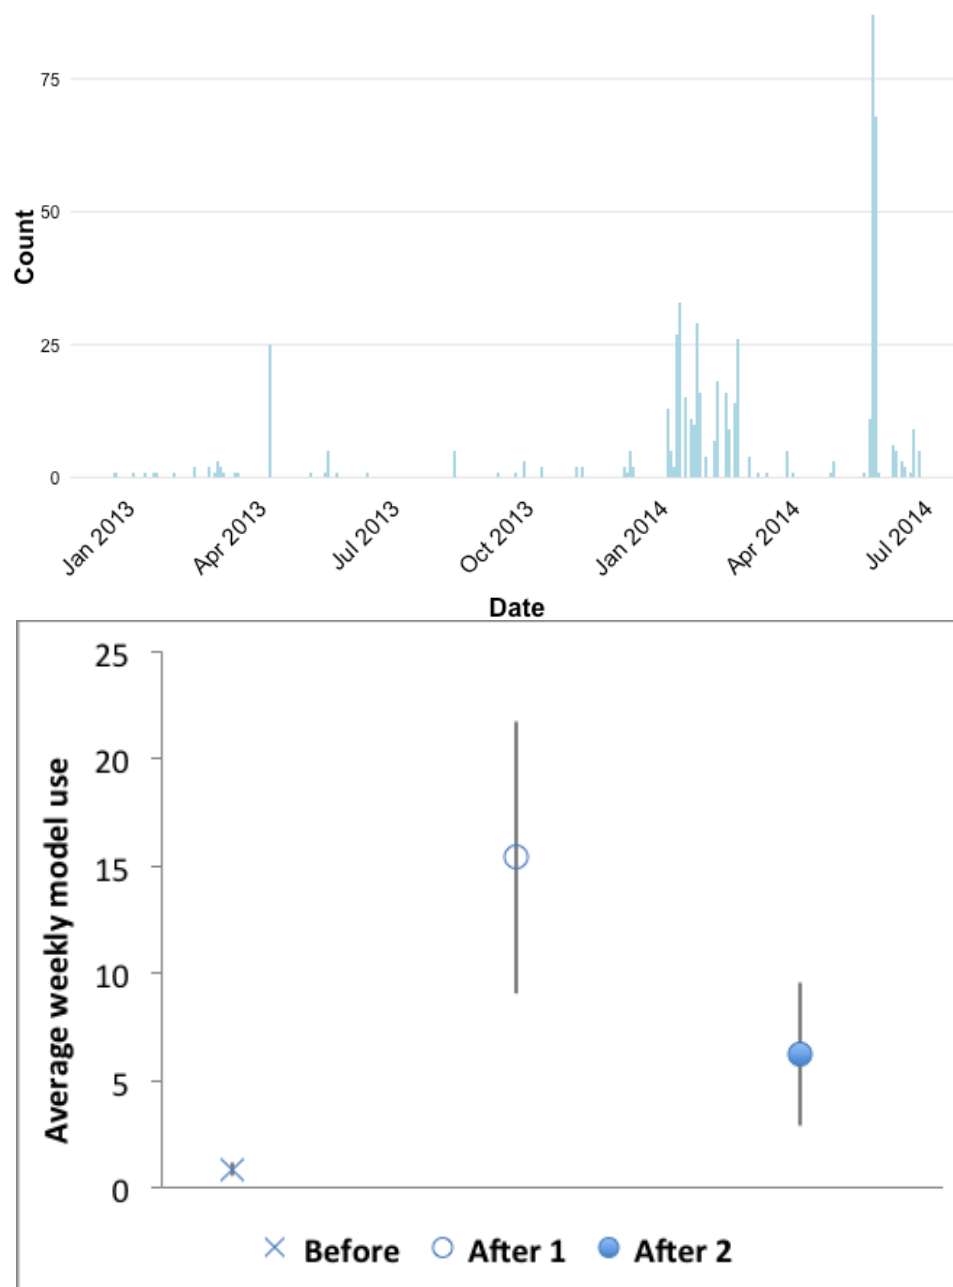 75
50
25
0
Count
Jan 2013
Apr 2013
Jul 2013
Oct 2013
Jan 2014
Apr 2014
Jul 2014
Date
25
20
15
10
5
0
Average weekly model use
Before After 1 After 2